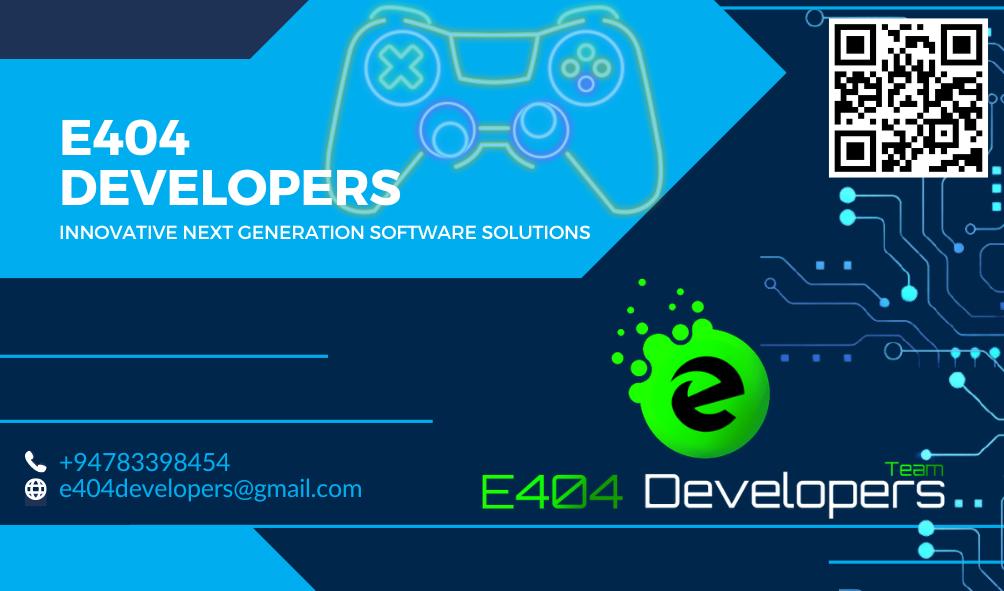 E404
DEVELOPERS
INNOVATIVE NEXT GENERATION SOFTWARE SOLUTIONS
e
+94783398454
e404developers@gmail.com
Team
E404 Developers..